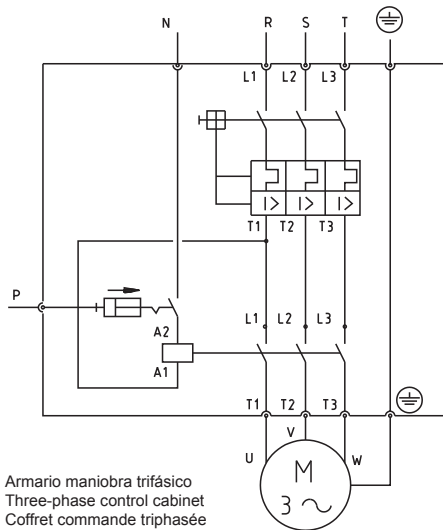 N R S T
L1 L2 L3
I> I> I>
T1 T2 T3
P
A2
L1 L2 L3
A1
T1 T2 T3
U V W
M
3 ~
Armario maniobra trifásico
Three-phase control cabinet
Coffret commande triphasée